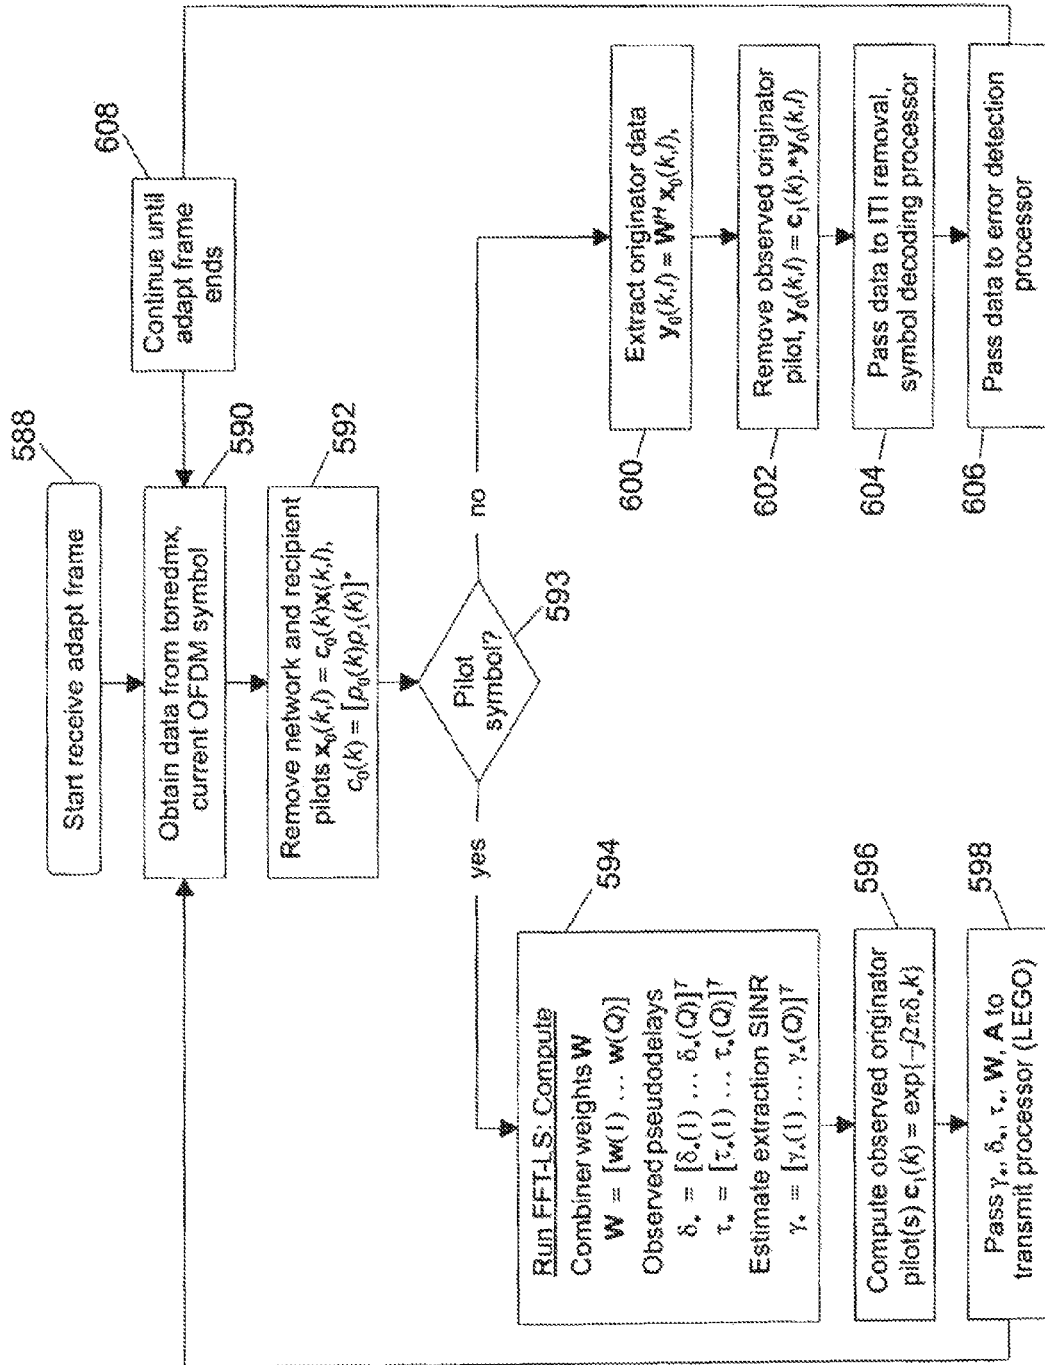 588
Start receive adapt frame
608
Continue until
adapt frame
ends
590
Obtain data from tonedmx,
current OFDM symbol
592
Remove network and recipient
pilots x₀(k,l) = c₀(k)x(k,l),
c₀(k) = [p₀(k)p₁(k)]*
593
Pilot
symbol?
yes
no
594
Run FFT-LS: Compute
Combiner weights W
W = [w(1) … w(Q)]
Observed pseudodelays
δ* = [δ*(1) … δ*(Q)]ᵀ
τ* = [τ*(1) … τ*(Q)]ᵀ
Estimate extraction SINR
γ* = [γ*(1) … γ*(Q)]ᵀ
596
Compute observed originator
pilot(s) c₁(k) = exp{-j2πδ*k}
598
Pass γ*, δ*, τ*, W, A to
transmit processor (LEGO)
600
Extract originator data
y₀(k,l) = Wᴴ x₀(k,l),
602
Remove observed originator
pilot, y₀(k,l) = c₁(k).*y₀(k,l)
604
Pass data to ITI removal,
symbol decoding processor
606
Pass data to error detection
processor